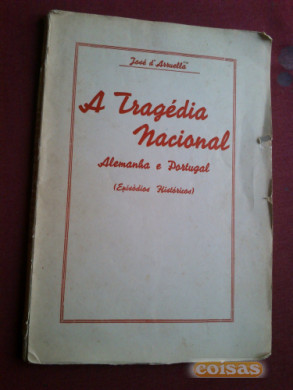 José d'Arruella
A Tragédia
Nacional
Alemanha e Portugal
(Episódios Históricos)
coisas